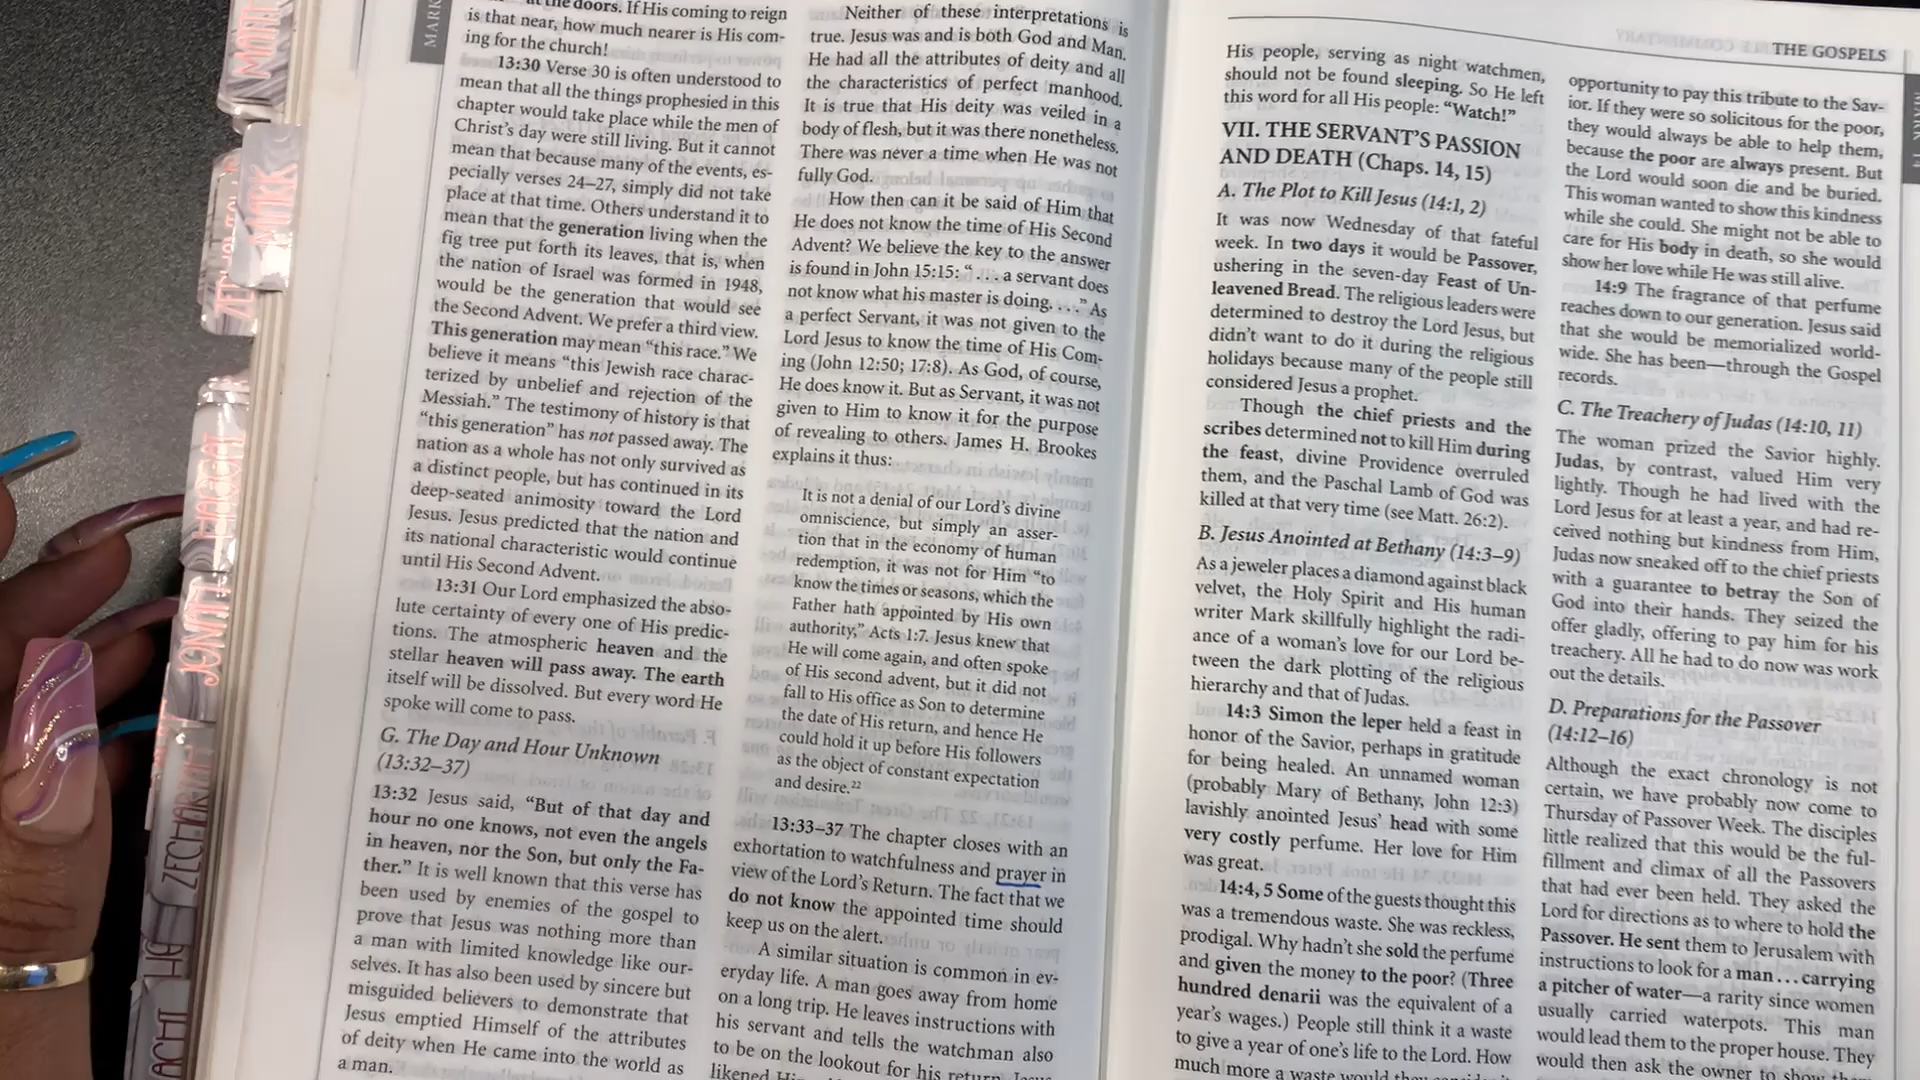 MATT
MARK
HAGGAI
JONAH
ZECHARIAH
MARK
the doors. If His coming to reign
is that near, how much nearer is His com-
ing for the church!
13:30 Verse 30 is often understood to
mean that all the things prophesied in this
chapter would take place while the men of
Christ's day were still living. But it cannot
mean that because many of the events, es-
pecially verses 24–27, simply did not take
place at that time. Others understand it to
mean that the generation living when the
fig tree put forth its leaves, that is, when
the nation of Israel was formed in 1948,
would be the generation that would see
the Second Advent. We prefer a third view.
This generation may mean "this race." We
believe it means "this Jewish race charac-
terized by unbelief and rejection of the
Messiah." The testimony of history is that
"this generation" has not passed away. The
nation as a whole has not only survived as
a distinct people, but has continued in its
deep-seated animosity toward the Lord
Jesus. Jesus predicted that the nation and
its national characteristic would continue
until His Second Advent.
13:31 Our Lord emphasized the abso-
lute certainty of every one of His predic-
tions. The atmospheric heaven and the
stellar heaven will pass away. The earth
itself will be dissolved. But every word He
spoke will come to pass.
G. The Day and Hour Unknown
(13:32–37)
13:32 Jesus said, "But of that day and
hour no one knows, not even the angels
in heaven, nor the Son, but only the Fa-
ther." It is well known that this verse has
been used by enemies of the gospel to
prove that Jesus was nothing more than
a man with limited knowledge like our-
selves. It has also been used by sincere but
misguided believers to demonstrate that
Jesus emptied Himself of the attributes
of deity when He came into the world as
a man.
Neither of these interpretations is
true. Jesus was and is both God and Man.
He had all the attributes of deity and all
the characteristics of perfect manhood.
It is true that His deity was veiled in a
body of flesh, but it was there nonetheless.
There was never a time when He was not
fully God.
How then can it be said of Him that
He does not know the time of His Second
Advent? We believe the key to the answer
is found in John 15:15: ". . . a servant does
not know what his master is doing. . . ." As
a perfect Servant, it was not given to the
Lord Jesus to know the time of His Com-
ing (John 12:50; 17:8). As God, of course,
He does know it. But as Servant, it was not
given to Him to know it for the purpose
of revealing to others. James H. Brookes
explains it thus:
It is not a denial of our Lord's divine
omniscience, but simply an asser-
tion that in the economy of human
redemption, it was not for Him "to
know the times or seasons, which the
Father hath appointed by His own
authority," Acts 1:7. Jesus knew that
He will come again, and often spoke
of His second advent, but it did not
fall to His office as Son to determine
the date of His return, and hence He
could hold it up before His followers
as the object of constant expectation
and desire.22
13:33–37 The chapter closes with an
exhortation to watchfulness and prayer in
view of the Lord's Return. The fact that we
do not know the appointed time should
keep us on the alert.
A similar situation is common in ev-
eryday life. A man goes away from home
on a long trip. He leaves instructions with
his servant and tells the watchman also
to be on the lookout for his return. Jesus
likened
THE GOSPELS
His people, serving as night watchmen,
should not be found sleeping. So He left
this word for all His people: "Watch!"
VII. THE SERVANT'S PASSION
AND DEATH (Chaps. 14, 15)
A. The Plot to Kill Jesus (14:1, 2)
It was now Wednesday of that fateful
week. In two days it would be Passover,
ushering in the seven-day Feast of Un-
leavened Bread. The religious leaders were
determined to destroy the Lord Jesus, but
didn't want to do it during the religious
holidays because many of the people still
considered Jesus a prophet.
Though the chief priests and the
scribes determined not to kill Him during
the feast, divine Providence overruled
them, and the Paschal Lamb of God was
killed at that very time (see Matt. 26:2).
B. Jesus Anointed at Bethany (14:3–9)
As a jeweler places a diamond against black
velvet, the Holy Spirit and His human
writer Mark skillfully highlight the radi-
ance of a woman's love for our Lord be-
tween the dark plotting of the religious
hierarchy and that of Judas.
14:3 Simon the leper held a feast in
honor of the Savior, perhaps in gratitude
for being healed. An unnamed woman
(probably Mary of Bethany, John 12:3)
lavishly anointed Jesus' head with some
very costly perfume. Her love for Him
was great.
14:4, 5 Some of the guests thought this
was a tremendous waste. She was reckless,
prodigal. Why hadn't she sold the perfume
and given the money to the poor? (Three
hundred denarii was the equivalent of a
year's wages.) People still think it a waste
to give a year of one's life to the Lord. How
much more a waste would they
opportunity to pay this tribute to the Sav-
ior. If they were so solicitous for the poor,
they would always be able to help them,
because the poor are always present. But
the Lord would soon die and be buried.
This woman wanted to show this kindness
while she could. She might not be able to
care for His body in death, so she would
show her love while He was still alive.
14:9 The fragrance of that perfume
reaches down to our generation. Jesus said
that she would be memorialized world-
wide. She has been—through the Gospel
records.
C. The Treachery of Judas (14:10, 11)
The woman prized the Savior highly.
Judas, by contrast, valued Him very
lightly. Though he had lived with the
Lord Jesus for at least a year, and had re-
ceived nothing but kindness from Him,
Judas now sneaked off to the chief priests
with a guarantee to betray the Son of
God into their hands. They seized the
offer gladly, offering to pay him for his
treachery. All he had to do now was work
out the details.
D. Preparations for the Passover
(14:12–16)
Although the exact chronology is not
certain, we have probably now come to
Thursday of Passover Week. The disciples
little realized that this would be the ful-
fillment and climax of all the Passovers
that had ever been held. They asked the
Lord for directions as to where to hold the
Passover. He sent them to Jerusalem with
instructions to look for a man . . . carrying
a pitcher of water—a rarity since women
usually carried waterpots. This man
would lead them to the proper house. They
would then ask the owner to show